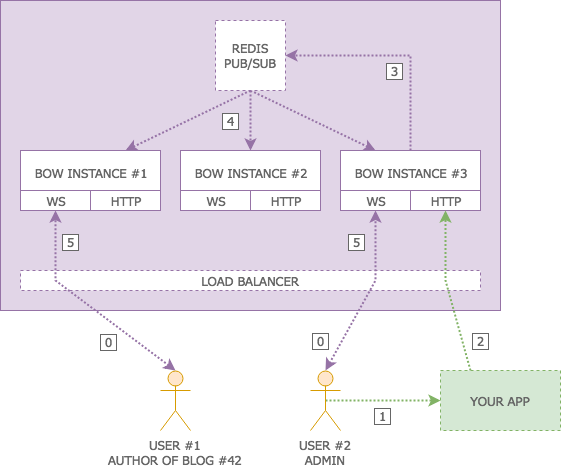 REDIS
PUB/SUB
3
4
BOW INSTANCE #1
BOW INSTANCE #2
BOW INSTANCE #3
WS
HTTP
WS
HTTP
WS
HTTP
5
5
LOAD BALANCER
0
0
2
1
YOUR APP
USER #1
AUTHOR OF BLOG #42
USER #2
ADMIN